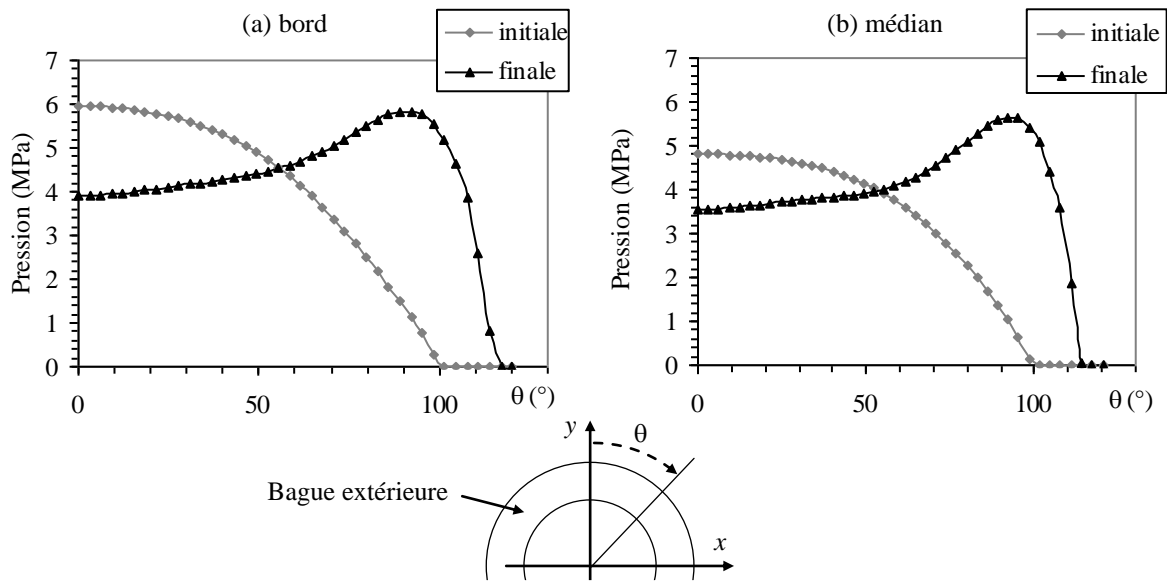 (a) bord
initiale
finale
Pression (MPa)
7
6
5
4
3
2
1
0
0
50
100
θ (°)
(b) médian
initiale
finale
Pression (MPa)
7
6
5
4
3
2
1
0
0
50
100
θ (°)
y
θ
Bague extérieure
x